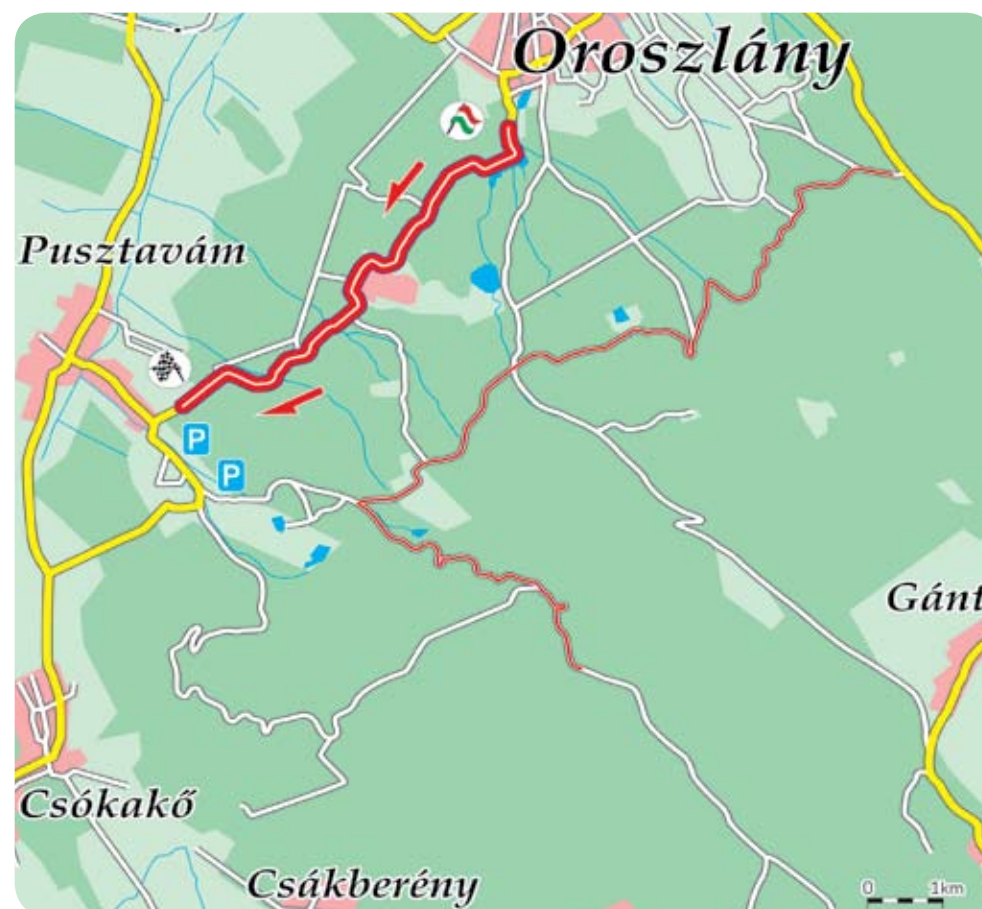 Oroszlány
Pusztavám
P
P
Gánt
Csókakő
Csákberény
0 1km